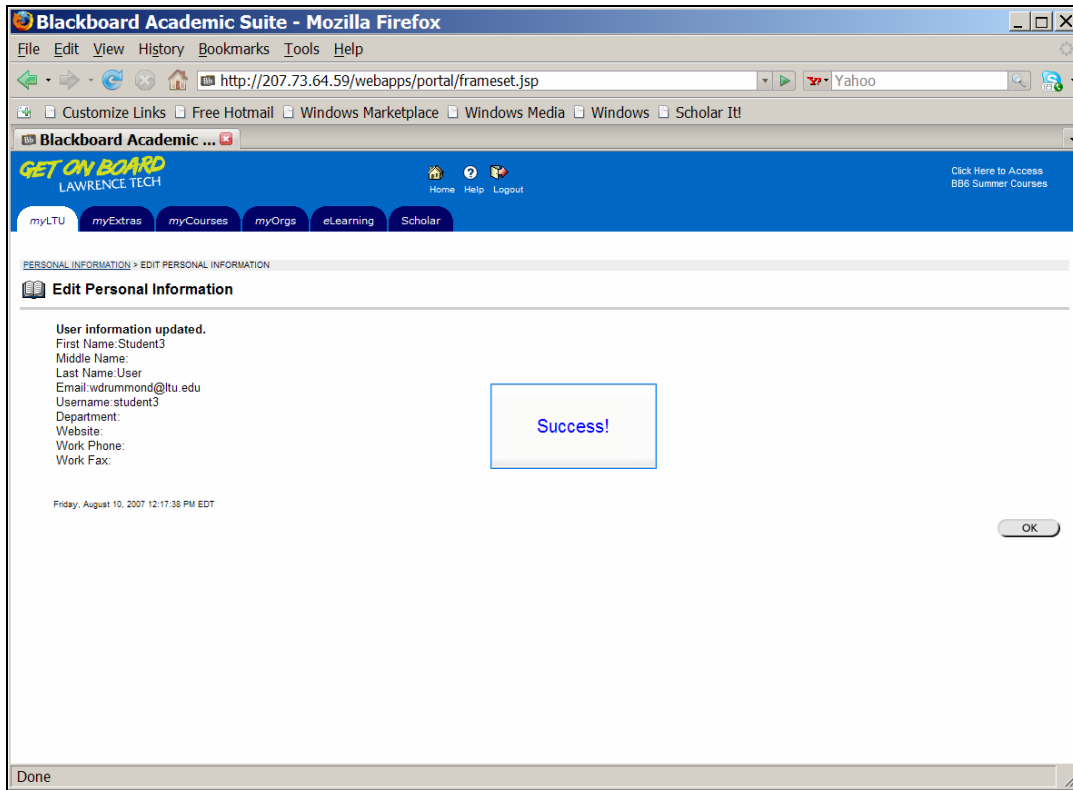 Blackboard Academic Suite - Mozilla Firefox
File Edit View History Bookmarks Tools Help
http://207.73.64.59/webapps/portal/frameset.jsp Yahoo
Customize Links Free Hotmail Windows Marketplace Windows Media Windows Scholar It!
Blackboard Academic ...
GET ON BOARD
LAWRENCE TECH
Home Help Logout
Click Here to Access
BB6 Summer Courses
myLTU myExtras myCourses myOrgs eLearning Scholar
PERSONAL INFORMATION > EDIT PERSONAL INFORMATION
Edit Personal Information
User information updated.
First Name:Student3
Middle Name:
Last Name:User
Email:wdrummond@ltu.edu
Username:student3
Department:
Website:
Work Phone:
Work Fax:
Success!
Friday, August 10, 2007 12:17:38 PM EDT
OK
Done